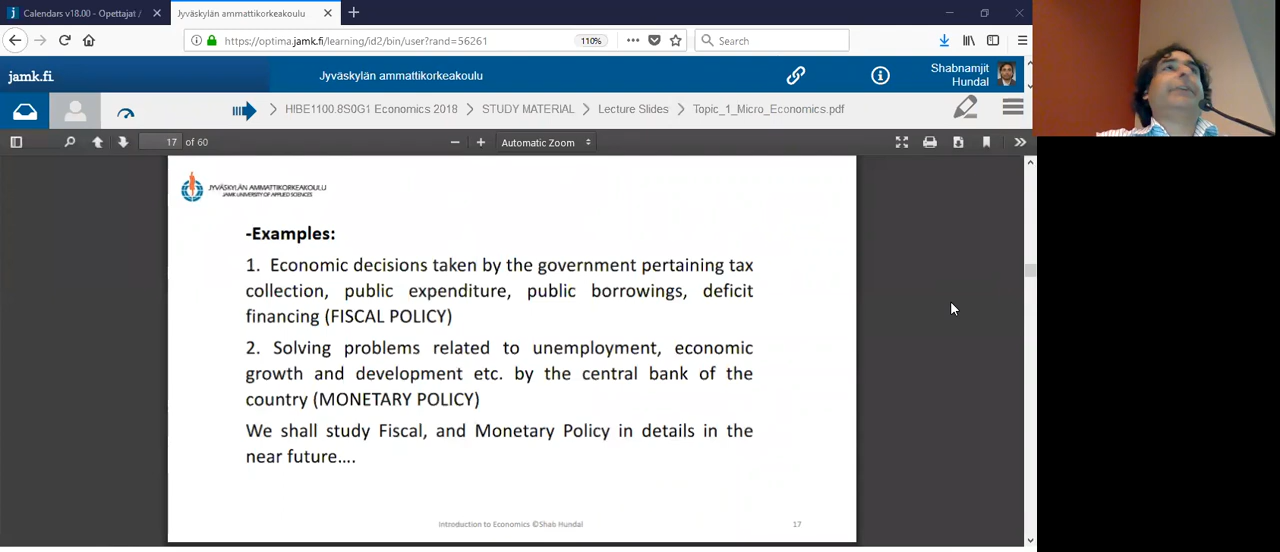 Calendars v18.00 - Opettajat /
Jyväskylän ammattikorkeakoulu
https://optima.jamk.fi/learning/id2/bin/user?rand=56261
110%
Search
jamk.fi
Jyväskylän ammattikorkeakoulu
Shabnamjit
Hundal
HIBE1100.8S0G1 Economics 2018
STUDY MATERIAL
Lecture Slides
Topic_1_Micro_Economics.pdf
17 of 60
Automatic Zoom
JYVÄSKYLÄN AMMATTIKORKEAKOULU
JAMK UNIVERSITY OF APPLIED SCIENCES
-Examples:
1. Economic decisions taken by the government pertaining tax
collection, public expenditure, public borrowings, deficit
financing (FISCAL POLICY)
2. Solving problems related to unemployment, economic
growth and development etc. by the central bank of the
country (MONETARY POLICY)
We shall study Fiscal, and Monetary Policy in details in the
near future....
Introduction to Economics ©Shab Hundal
17